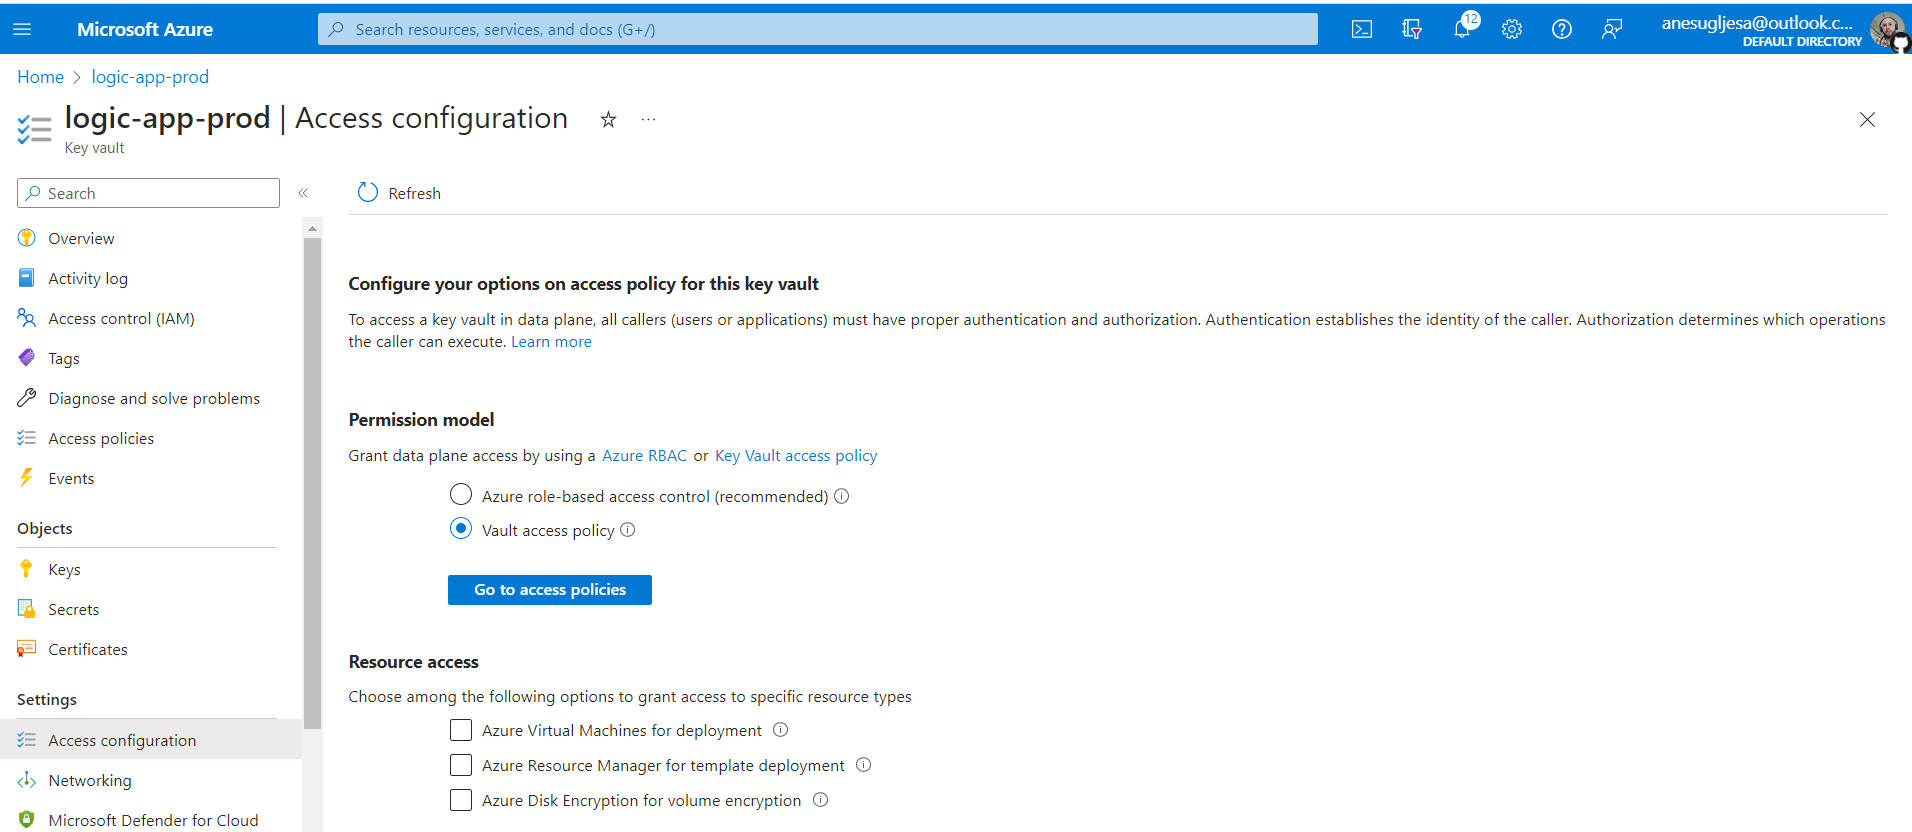 Microsoft Azure
Search resources, services, and docs (G+/)
12
anesugljesa@outlook.c...
DEFAULT DIRECTORY
Home > logic-app-prod
logic-app-prod | Access configuration
Key vault
Search
Refresh
Overview
Activity log
Access control (IAM)
Tags
Diagnose and solve problems
Access policies
Events
Objects
Keys
Secrets
Certificates
Settings
Access configuration
Networking
Microsoft Defender for Cloud
Configure your options on access policy for this key vault
To access a key vault in data plane, all callers (users or applications) must have proper authentication and authorization. Authentication establishes the identity of the caller. Authorization determines which operations
the caller can execute. Learn more
Permission model
Grant data plane access by using a Azure RBAC or Key Vault access policy
Azure role-based access control (recommended)
Vault access policy
Go to access policies
Resource access
Choose among the following options to grant access to specific resource types
Azure Virtual Machines for deployment
Azure Resource Manager for template deployment
Azure Disk Encryption for volume encryption